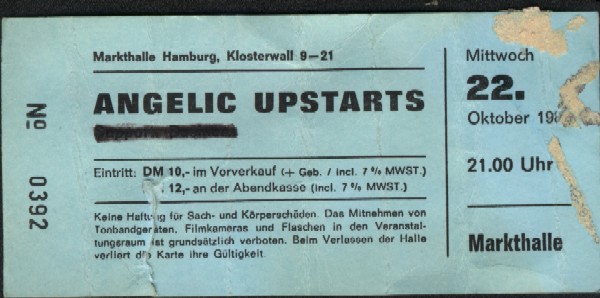 Markthalle Hamburg, Klosterwall 9–21
ANGELIC UPSTARTS
Eintritt: DM 10,- im Vorverkauf (+ Geb. / incl. 7 % MWST.)
12,- an der Abendkasse (incl. 7 % MWST.)
Keine Haftung für Sach- und Körperschüden. Das Mitnehmen von
Tonbandgeräten. Filmkameras und Flaschen in den Veranstal-
tungsraum ist grundsätzlich verboten. Beim Verlassen der Halle
verliert die Karte ihre Gültigkeit.
Mittwoch
22.
Oktober
21.00 Uhr
Markthalle
No 0392